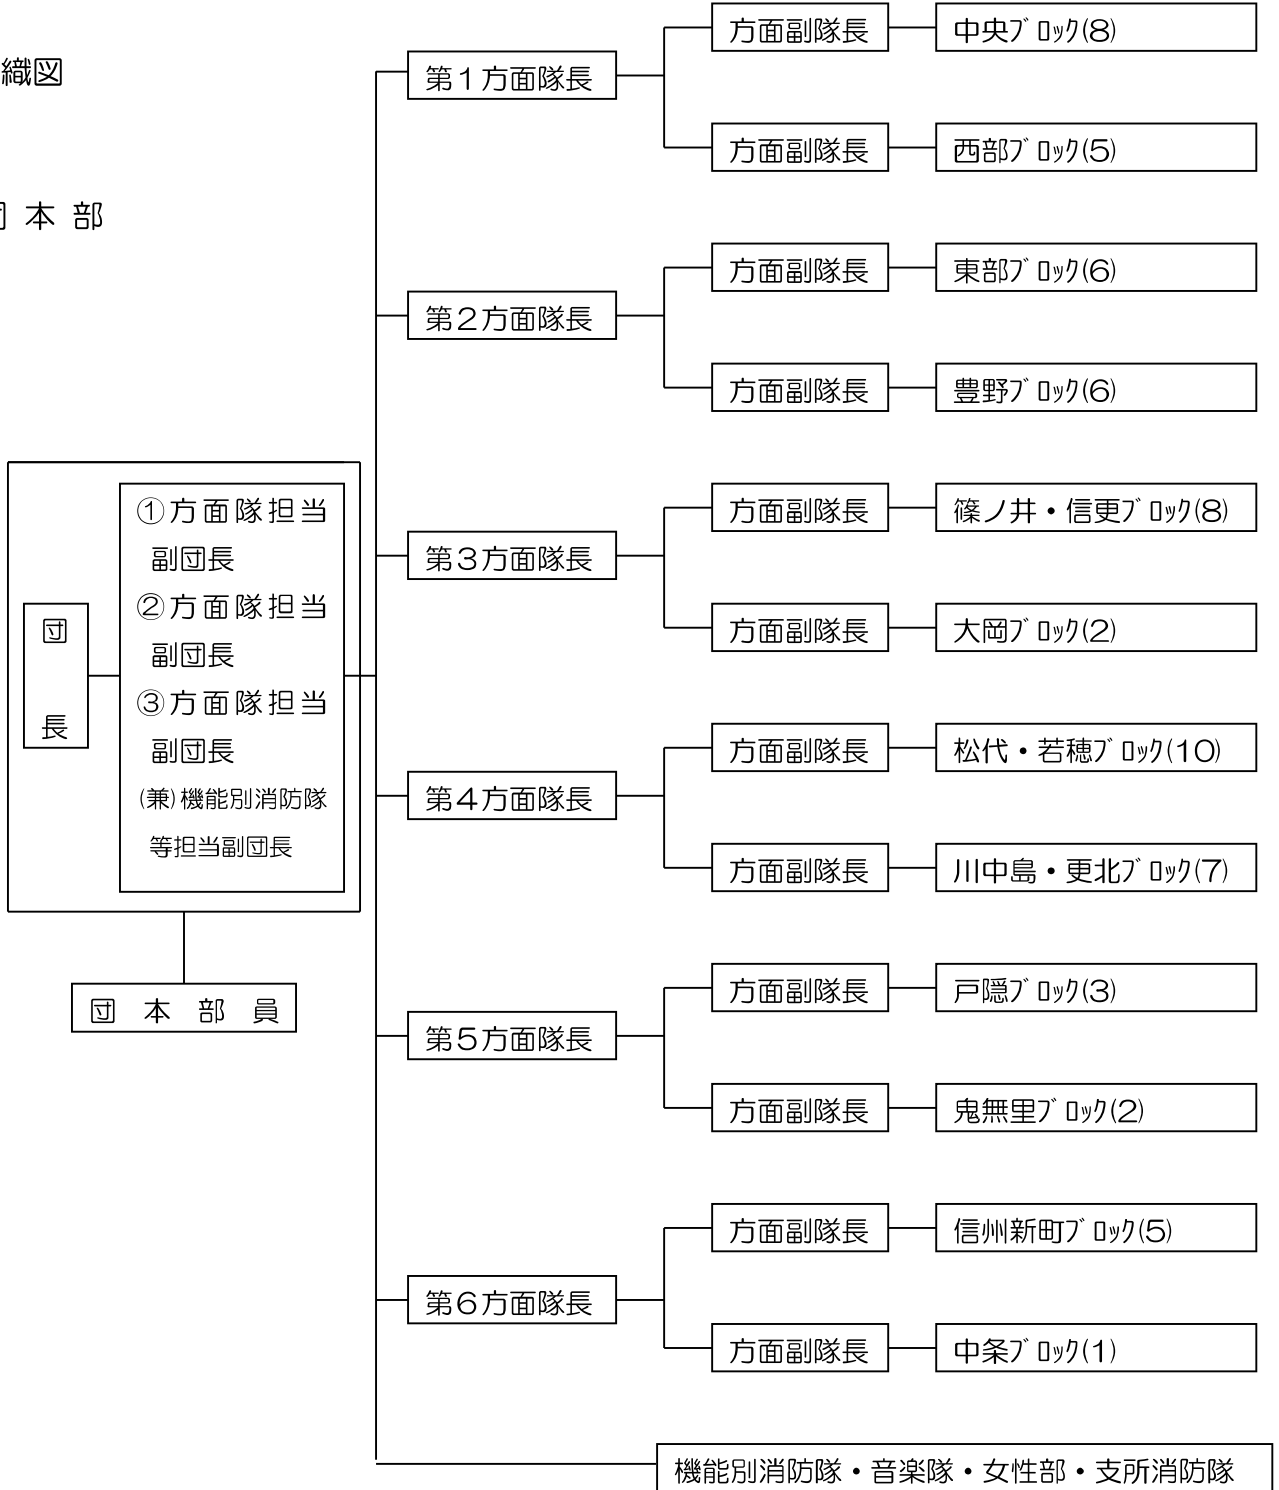 織図
本部
団長
①方面隊担当
副団長
②方面隊担当
副団長
③方面隊担当
副団長
(兼)機能別消防隊
等担当副団長
団本部員
第1方面隊長
方面副隊長
中央ブロック(8)
方面副隊長
西部ブロック(5)
第2方面隊長
方面副隊長
東部ブロック(6)
方面副隊長
豊野ブロック(6)
第3方面隊長
方面副隊長
篠ノ井・信更ブロック(8)
方面副隊長
大岡ブロック(2)
第4方面隊長
方面副隊長
松代・若穂ブロック(10)
方面副隊長
川中島・更北ブロック(7)
第5方面隊長
方面副隊長
戸隠ブロック(3)
方面副隊長
鬼無里ブロック(2)
第6方面隊長
方面副隊長
信州新町ブロック(5)
方面副隊長
中条ブロック(1)
機能別消防隊・音楽隊・女性部・支所消防隊